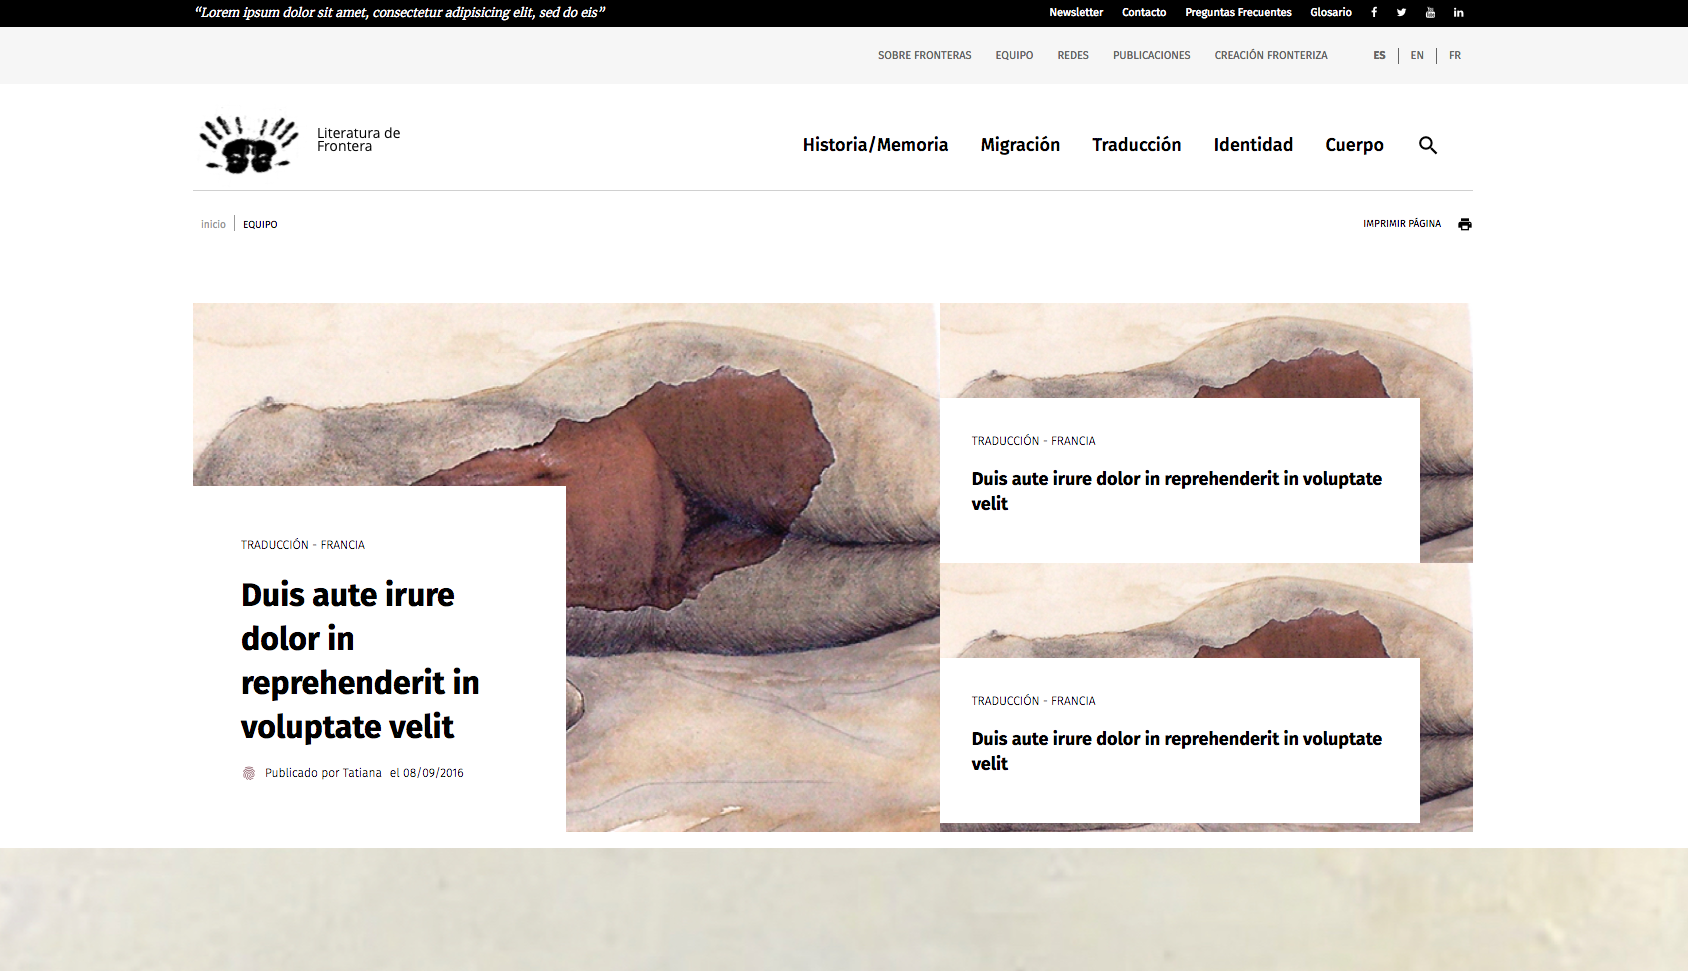 “Lorem ipsum dolor sit amet, consectetur adipisicing elit, sed do eis”
Newsletter Contacto Preguntas Frecuentes Glosario
SOBRE FRONTERAS EQUIPO REDES PUBLICACIONES CREACIÓN FRONTERIZA ES EN FR
Literatura de
Frontera
Historia/Memoria Migración Traducción Identidad Cuerpo
inicio EQUIPO
IMPRIMIR PÁGINA
TRADUCCIÓN - FRANCIA
Duis aute irure
dolor in
reprehenderit in
voluptate velit
Publicado por Tatiana el 08/09/2016
TRADUCCIÓN - FRANCIA
Duis aute irure dolor in reprehenderit in voluptate
velit
TRADUCCIÓN - FRANCIA
Duis aute irure dolor in reprehenderit in voluptate
velit